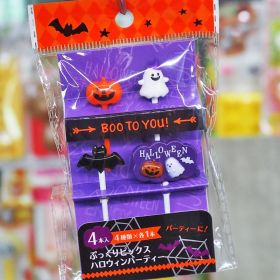 BOO TO YOU!
HALLOWEEN
4本入
4種類×各1本
パーティーに!
ぷっくりピックス
ハロウィンパーティー